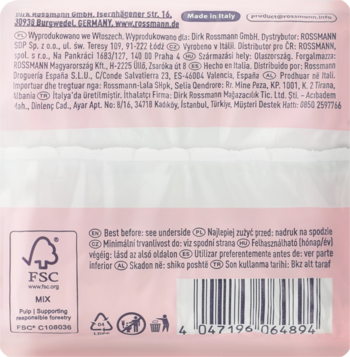 Dirk Rossmann GmbH, Isernhägener Str. 16,
30938 Burgwedel, GERMANY. www.rossmann.de
Made in Italy
product@rossmann.com
PL Wyprodukowano we Włoszech, Wyprodukowano dla: Dirk Rossmann GmbH, Dystrybutor: ROSSMANN
SDP Sp. z o.o., ul. św. Teresy 109, 91-222 Łódź CZ Vyrobeno v Itálii. Distributor pro ČR: ROSSMANN,
spol. s r.o., Na Pankráci 1683/127, 140 00 Praha 4 HU Származási hely: Olaszország. Forgalmazza:
ROSSMANN Magyarország Kft., H-2225 Üllő, Zsaróka út 8 ES Hecho en Italia. Distribuido por: Rossmann
Droguería España S.L.U., C/Conde Salvatierra 23, ES-46004 Valencia, España AL Prodhuar në Itali.
Importuar dhe tregtuar nga: Rossmann-Lala SHpk, Selia Qendrore: Rr. Mine Peza, KP. 1001, K. 2 Tirana,
Albania TR İtalya'da üretilmiştir. İthalatçı Firma: Dirk Rossmann Mağazacılık Tic. Ltd. Şti. - Acıbadem
Mah., Dinlenç Cad., Ayar Apt. No: 8/16, 34718 Kadıköy, İstanbul, Türkiye. Müşteri Destek Hattı: 0850 2597766
FSC
www.fsc.org
MIX
Pulp | Supporting
responsible forestry
FSC® C108036
EN Best before: see underside PL Najlepiej zużyć przed: nadruk na spodzie
CZ Minimální trvanlivost do: viz spodní strana HU Felhasználható (hónap/év)
végéig: lásd az alsó oldalon ES Utilizar preferentemente antes de: ver parte
inferior AL Skadon në: shiko poshtë TR Son kullanma tarihi: Bkz alt taraf
04
LDPE
4 047196 064894